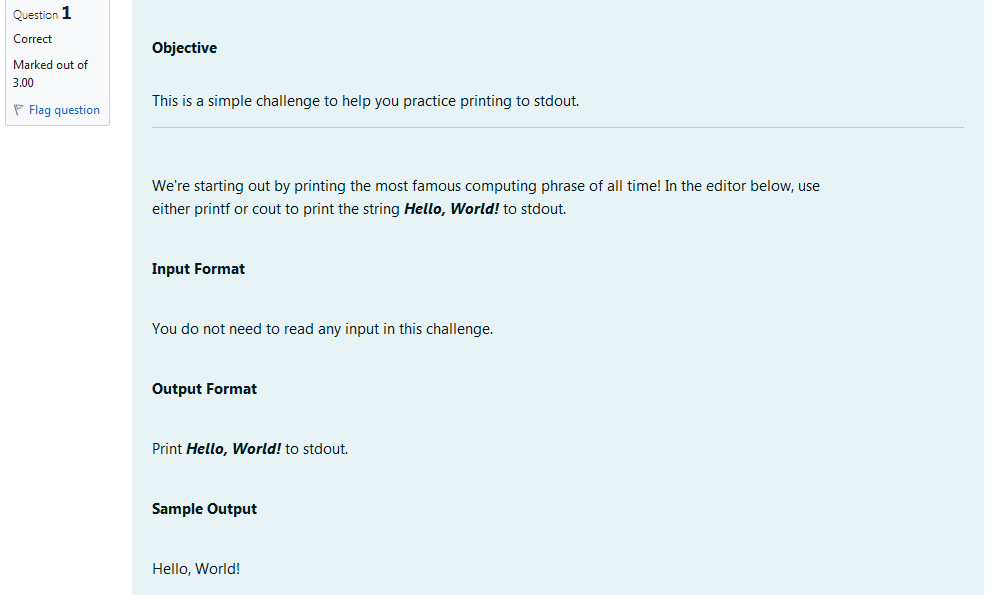 Question 1
Correct
Marked out of
3.00
Flag question
Objective
This is a simple challenge to help you practice printing to stdout.
We're starting out by printing the most famous computing phrase of all time! In the editor below, use
either printf or cout to print the string Hello, World! to stdout.
Input Format
You do not need to read any input in this challenge.
Output Format
Print Hello, World! to stdout.
Sample Output
Hello, World!